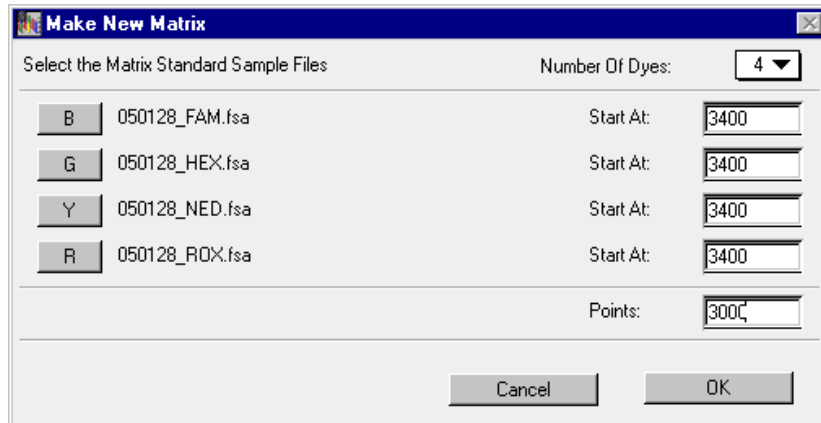 Make New Matrix
Select the Matrix Standard Sample Files Number Of Dyes: 4
B 050128_FAM.fsa Start At: 3400
G 050128_HEX.fsa Start At: 3400
Y 050128_NED.fsa Start At: 3400
R 050128_ROX.fsa Start At: 3400
Points: 3000
Cancel OK